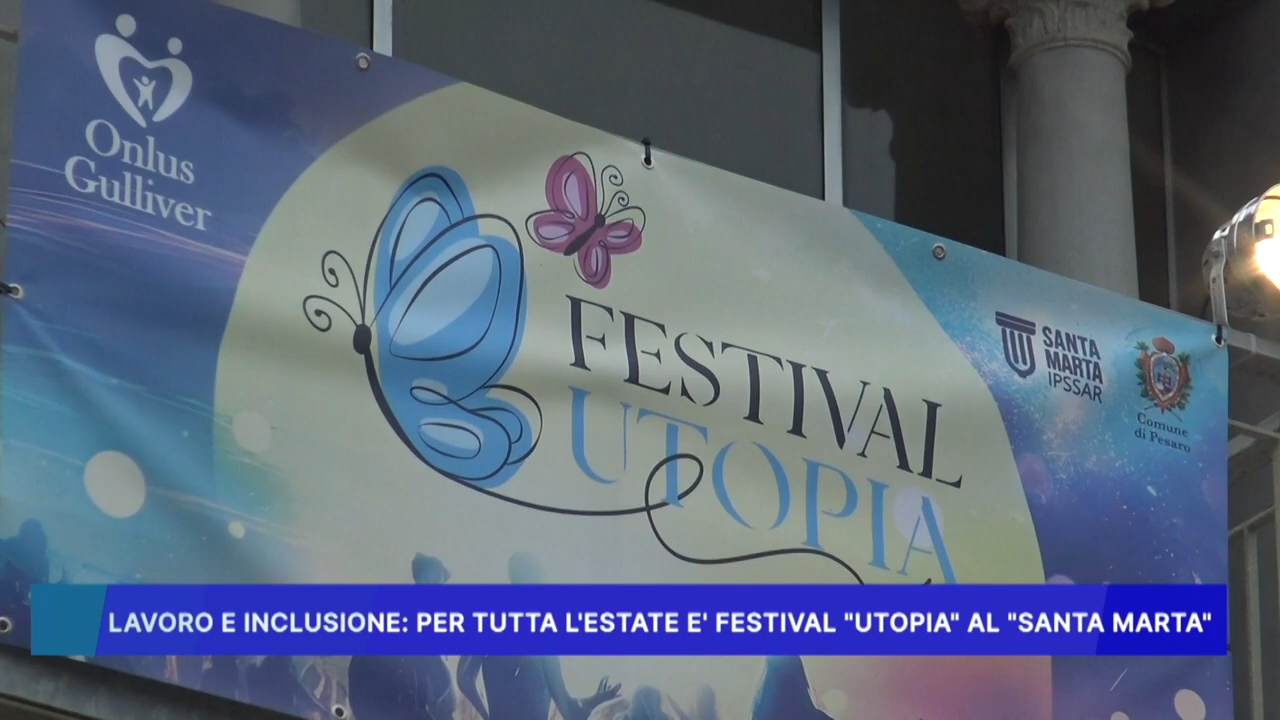 Onlus
Gulliver
FESTIVAL
UTOPIA
SANTA
MARTA
IPSSAR
Comune
di Pesaro
LAVORO E INCLUSIONE: PER TUTTA L'ESTATE E' FESTIVAL "UTOPIA" AL "SANTA MARTA"